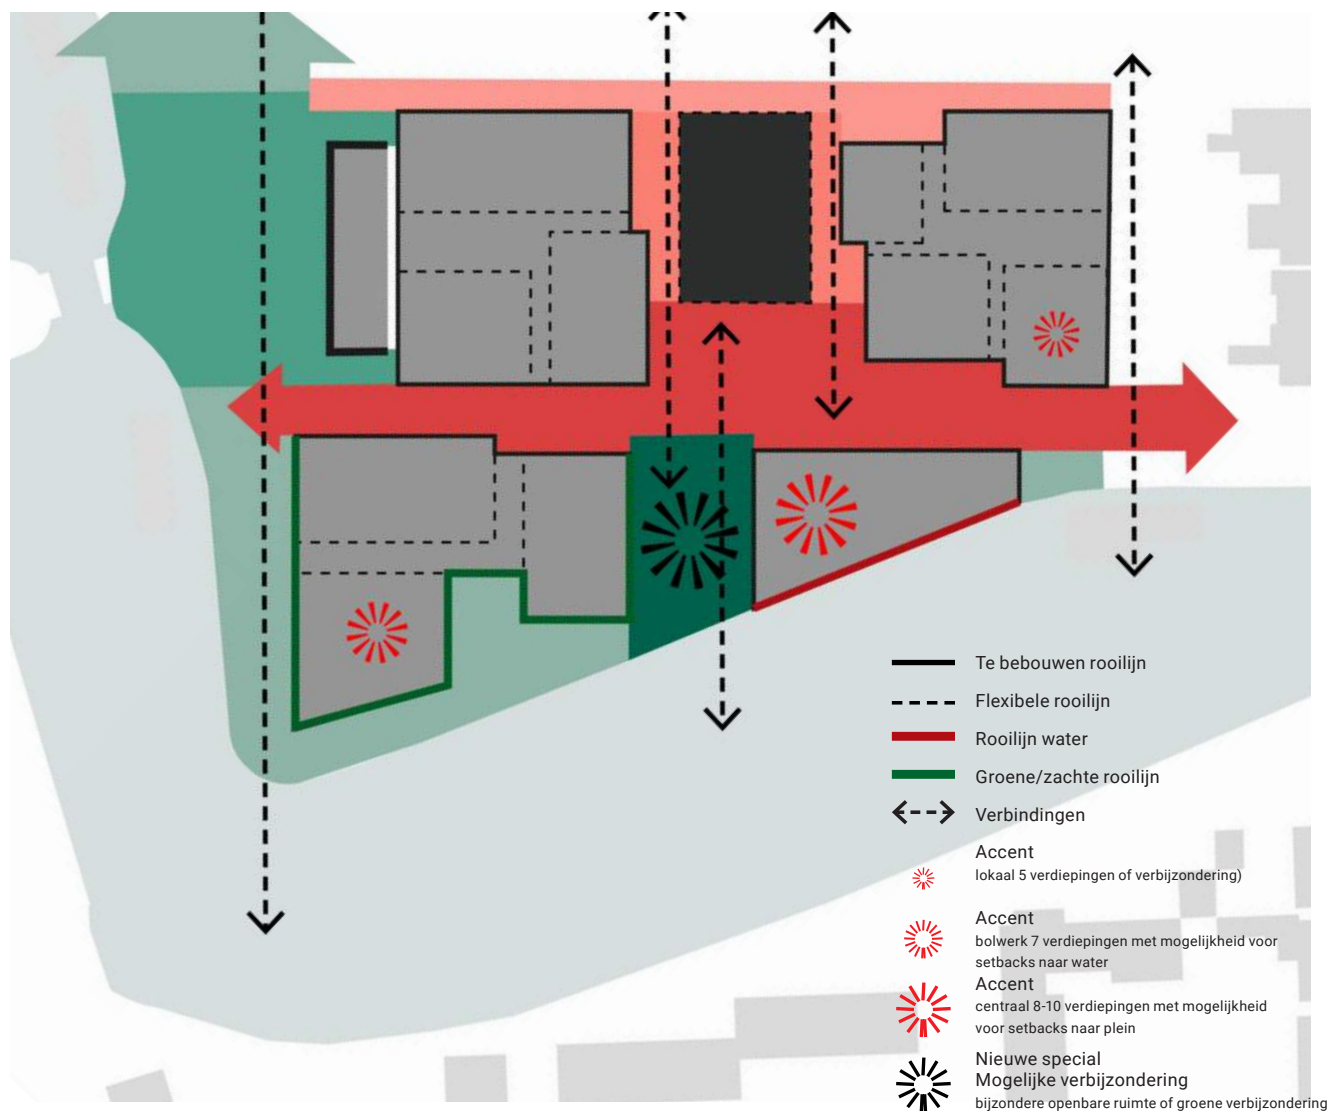 Te bebouwen rooilijn
Flexibele rooilijn
Rooilijn water
Groene/zachte rooilijn
Verbindingen
Accent
lokaal 5 verdiepingen of verbijzondering)
Accent
bolwerk 7 verdiepingen met mogelijkheid voor
setbacks naar water
Accent
centraal 8-10 verdiepingen met mogelijkheid
voor setbacks naar plein
Nieuwe special
Mogelijke verbijzondering
bijzondere openbare ruimte of groene verbijzondering